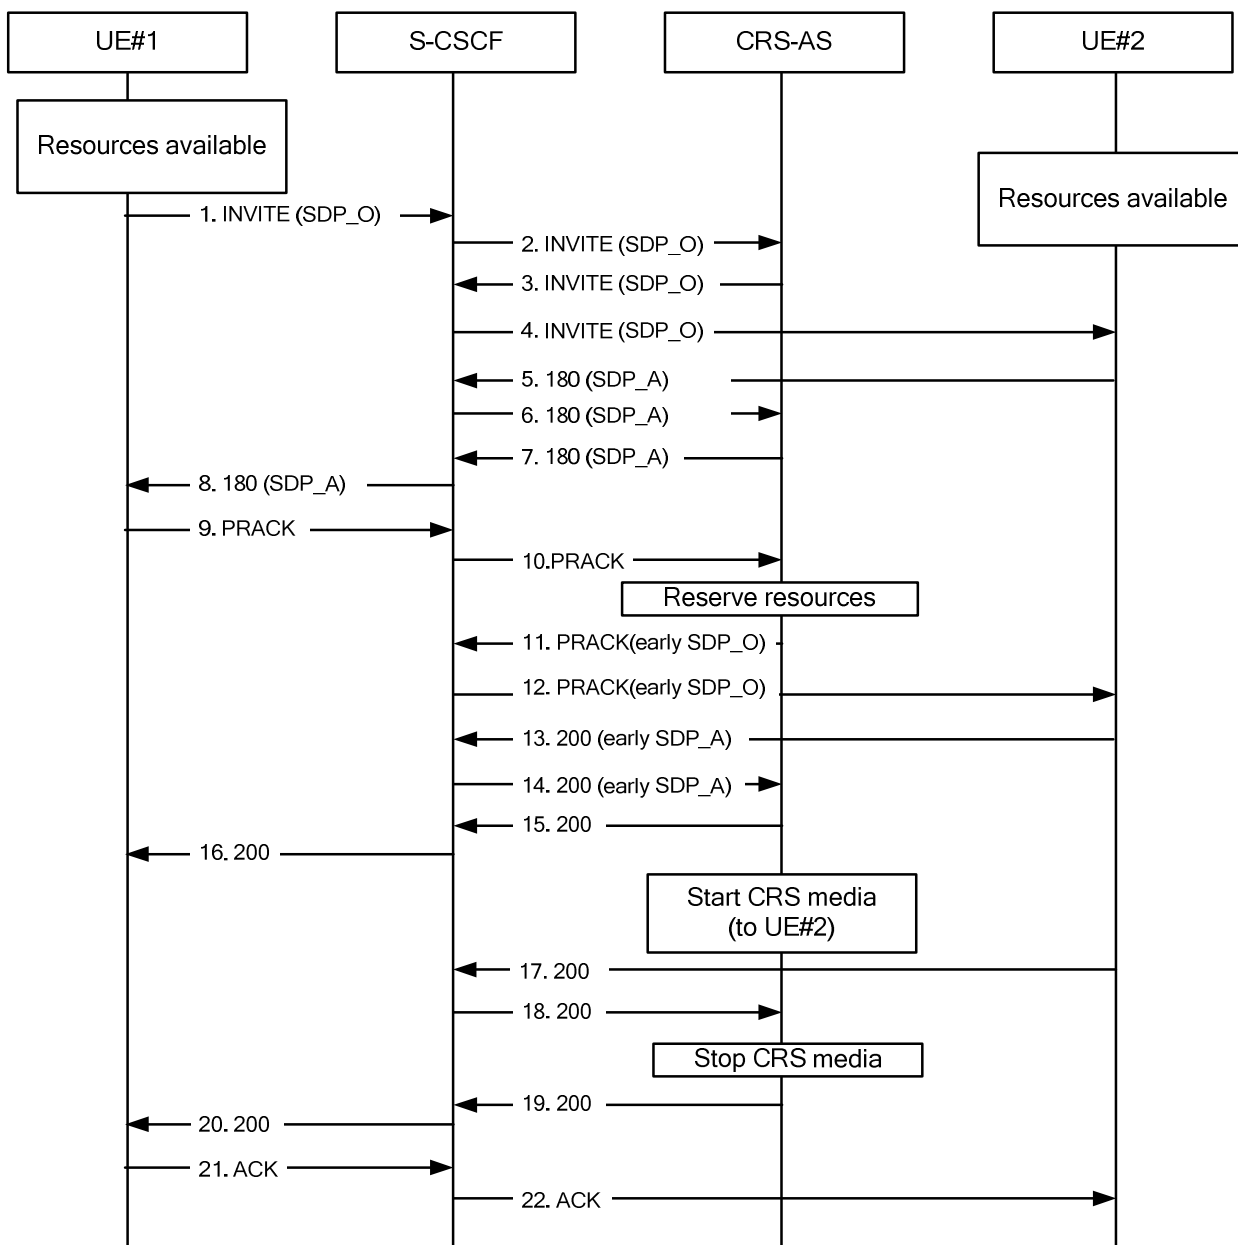 UE#1
S-CSCF
CRS-AS
UE#2
Resources available
Resources available
1. INVITE (SDP_O)
2. INVITE (SDP_O)
3. INVITE (SDP_O)
4. INVITE (SDP_O)
5. 180 (SDP_A)
6. 180 (SDP_A)
7. 180 (SDP_A)
8. 180 (SDP_A)
9. PRACK
10.PRACK
Reserve resources
11. PRACK(early SDP_O)
12. PRACK(early SDP_O)
13. 200 (early SDP_A)
14. 200 (early SDP_A)
15. 200
16. 200
Start CRS media
(to UE#2)
17. 200
18. 200
Stop CRS media
19. 200
20. 200
21. ACK
22. ACK